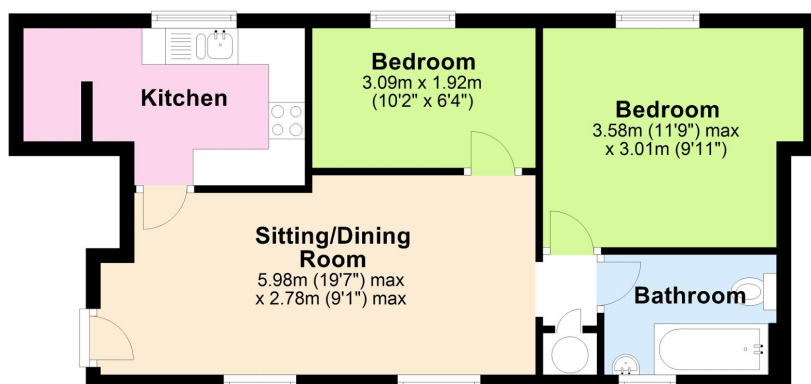 Kitchen
Bedroom
3.09m x 1.92m
(10'2" x 6'4")
Bedroom
3.58m (11'9") max
x 3.01m (9'11")
Sitting/Dining
Room
5.98m (19'7") max
x 2.78m (9'1") max
Bathroom